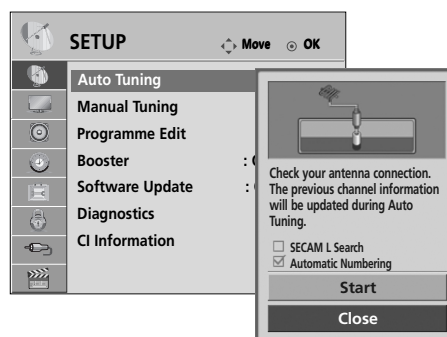 SETUP
Move
OK
Auto Tuning
Manual Tuning
Programme Edit
Booster :
Software Update :
Diagnostics
CI Information
Check your antenna connection.
The previous channel information
will be updated during Auto
Tuning.
SECAM L Search
Automatic Numbering
Start
Close